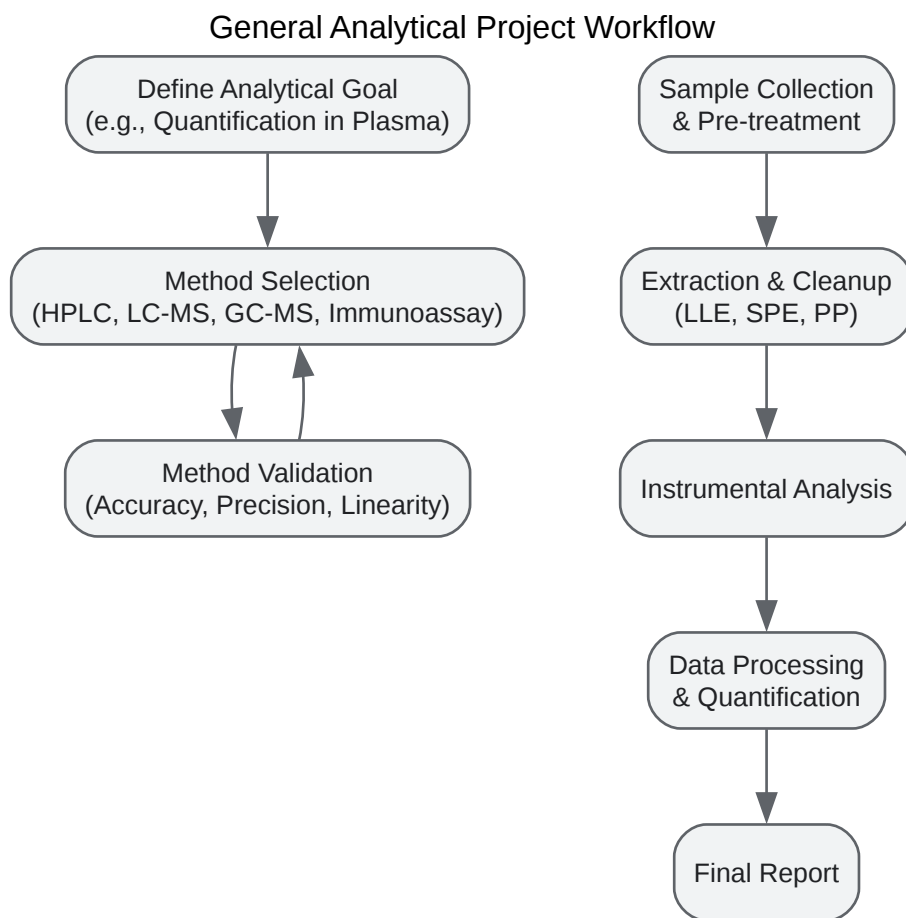 General Analytical Project Workflow
Define Analytical Goal
(e.g., Quantification in Plasma)
Method Selection
(HPLC, LC-MS, GC-MS, Immunoassay)
Method Validation
(Accuracy, Precision, Linearity)
Sample Collection
& Pre-treatment
Extraction & Cleanup
(LLE, SPE, PP)
Instrumental Analysis
Data Processing
& Quantification
Final Report